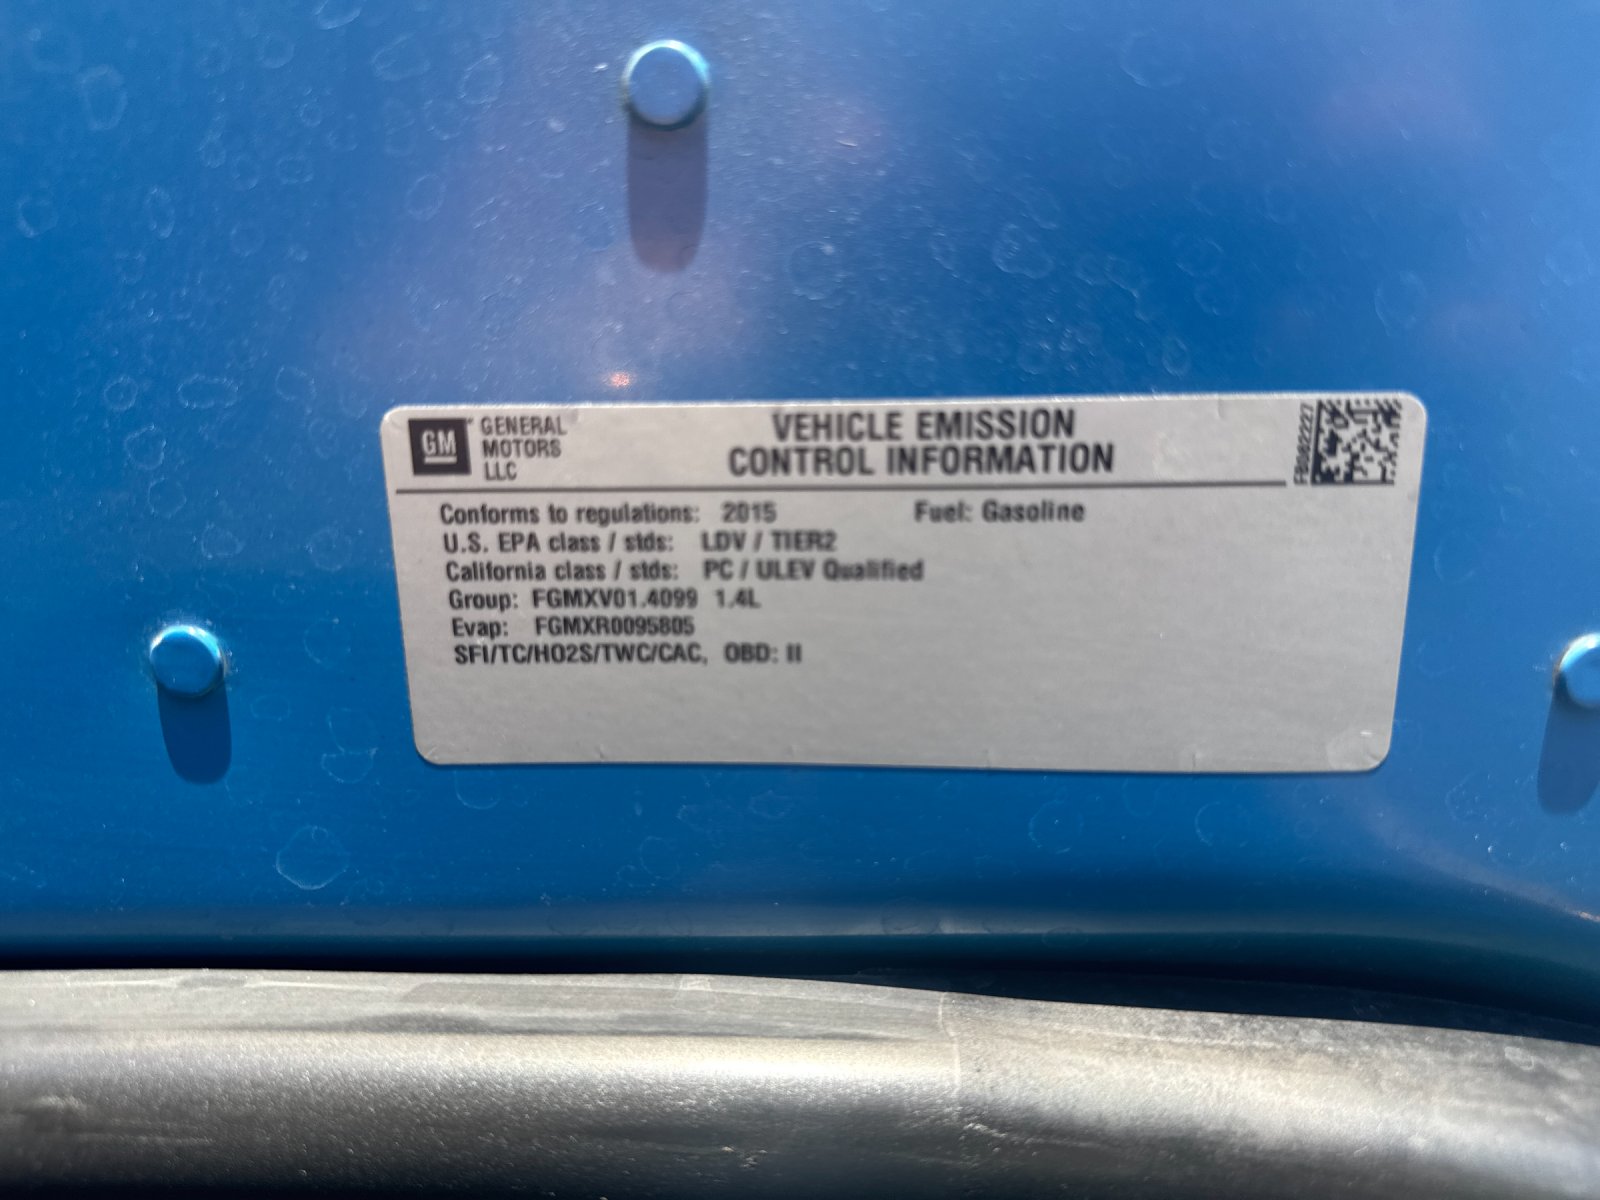 GM
GENERAL
MOTORS
LLC
VEHICLE EMISSION
CONTROL INFORMATION
FB0602227
Conforms to regulations: 2015 Fuel: Gasoline
U.S. EPA class / stds: LDV / TIER2
California class / stds: PC / ULEV Qualified
Group: FGMXV01.4099 1.4L
Evap: FGMXR0095805
SFI/TC/HO2S/TWC/CAC, OBD: II